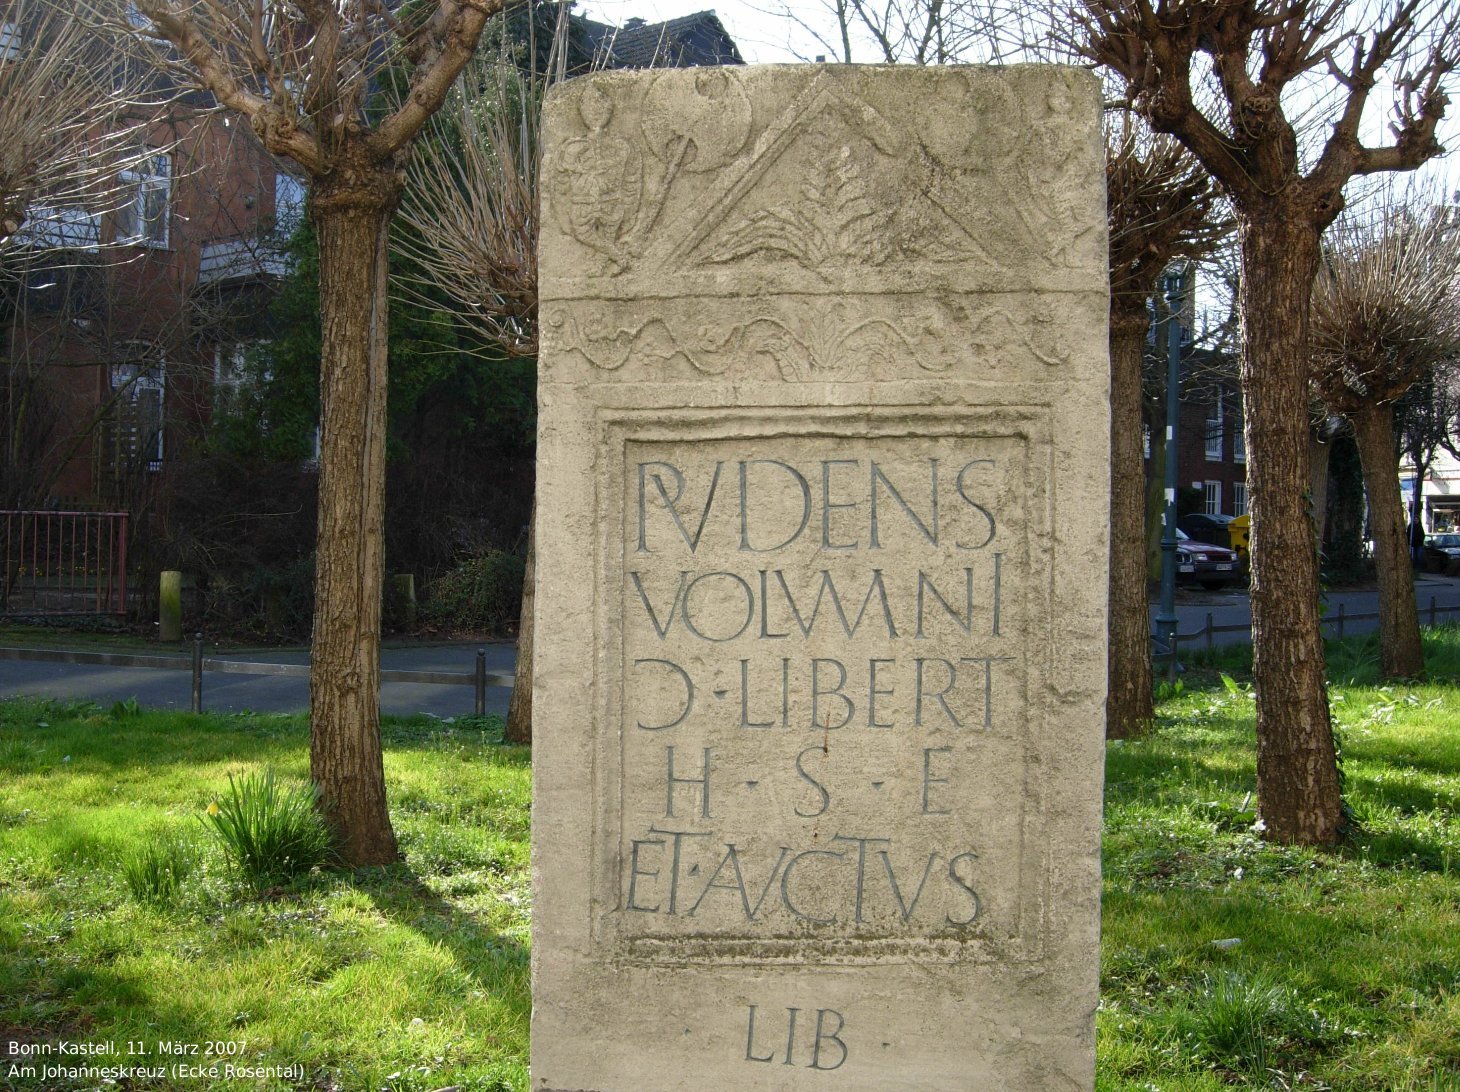 PVDENS
VOLVMNI
Ɔ · LIBERT
H · S · E
ET · AVCTVS
LIB
Bonn-Kastell, 11. März 2007
Am Johanneskreuz (Ecke Rosental)